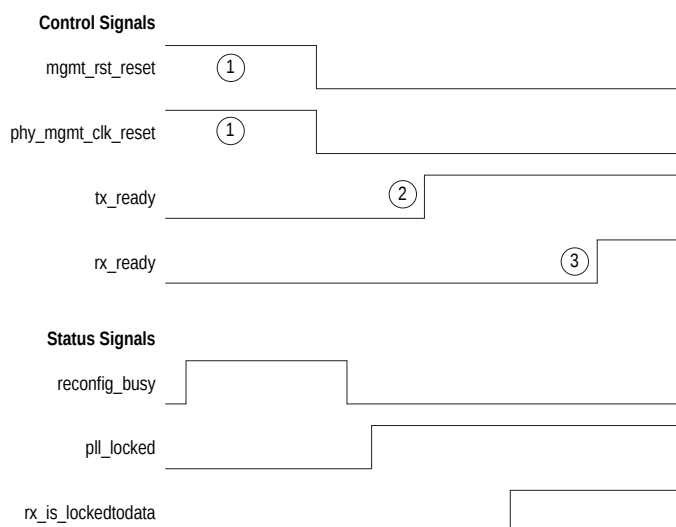 Control Signals
mgmt_rst_reset 1
phy_mgmt_clk_reset 1
tx_ready 2
rx_ready 3
Status Signals
reconfig_busy
pll_locked
rx_is_lockedtodata